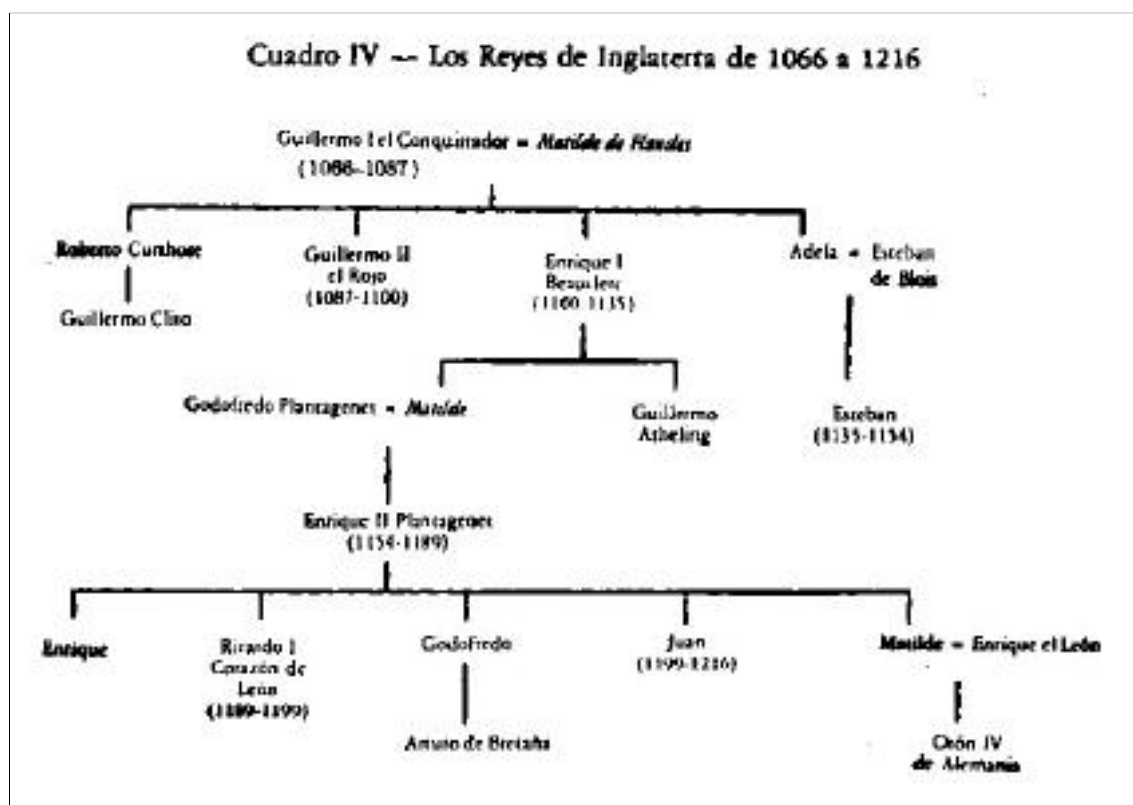 Cuadro IV — Los Reyes de Inglaterra de 1066 a 1216
Guillermo I el Conquistador = Matilde de Flandes
(1066-1087)
Roberto Curthose
Guillermo II
el Rojo
(1087-1100)
Enrique I
Beauclerc
(1100-1135)
Adela = Esteban
de Blois
Guillermo Clito
Godofredo Plantagenet = Matilde
Guillermo
Atheling
Esteban
(1135-1154)
Enrique II Plantagenet
(1154-1189)
Enrique
Ricardo I
Corazón de
León
(1189-1199)
Godofredo
Juan
(1199-1216)
Matilde = Enrique el León
Arturo de Bretaña
Otón IV
de Alemania